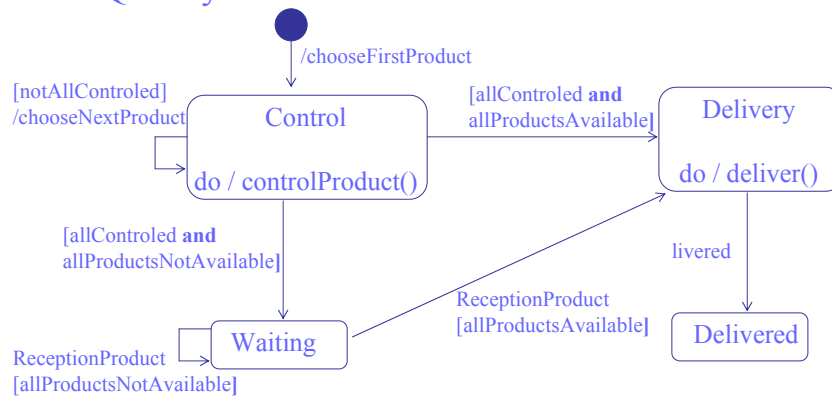 /chooseFirstProduct
[notAllControled]
/chooseNextProduct
Control
do / controlProduct()
[allControled and
allProductsAvailable]
Delivery
do / deliver()
[allControled and
allProductsNotAvailable]
livered
ReceptionProduct
[allProductsAvailable]
Waiting
Delivered
ReceptionProduct
[allProductsNotAvailable]